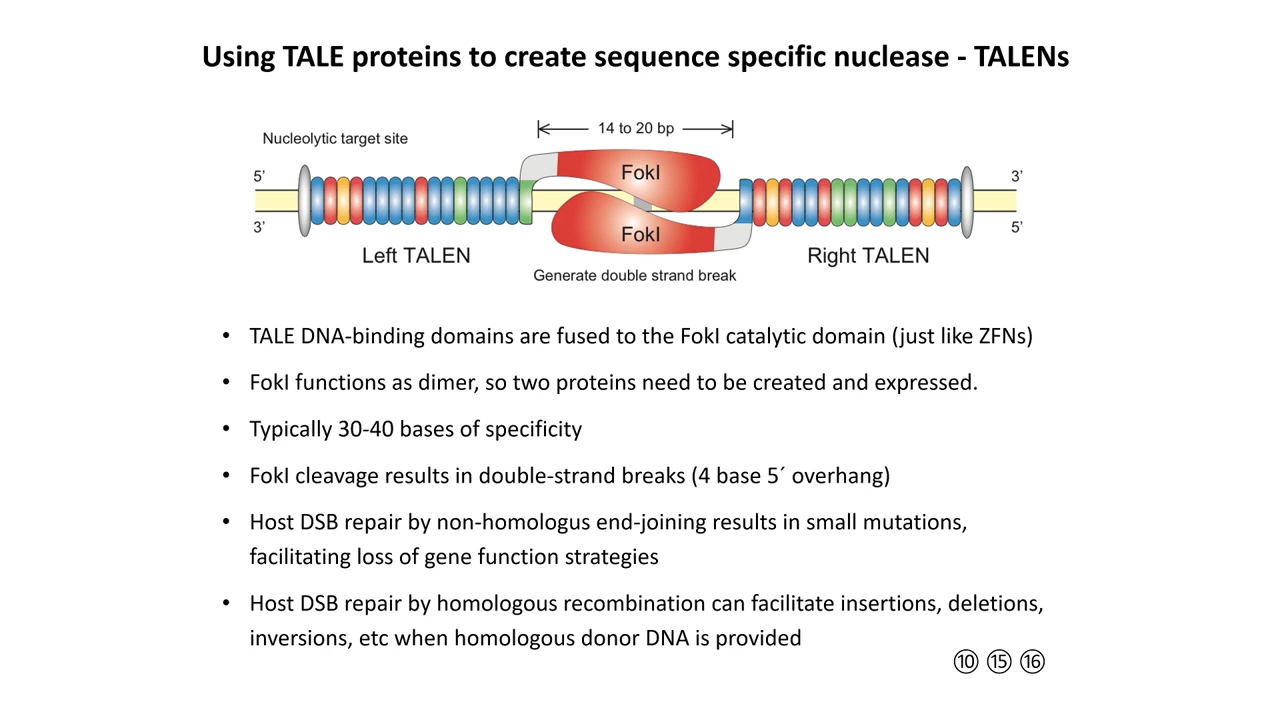 Using TALE proteins to create sequence specific nuclease - TALENs
14 to 20 bp
Nucleolytic target site
FokI
5’
3’
3’
5’
FokI
Left TALEN
Right TALEN
Generate double strand break
• TALE DNA-binding domains are fused to the FokI catalytic domain (just like ZFNs)
• FokI functions as dimer, so two proteins need to be created and expressed.
• Typically 30-40 bases of specificity
• FokI cleavage results in double-strand breaks (4 base 5´ overhang)
• Host DSB repair by non-homologus end-joining results in small mutations,
facilitating loss of gene function strategies
• Host DSB repair by homologous recombination can facilitate insertions, deletions,
inversions, etc when homologous donor DNA is provided
⑩ ⑮ ⑯